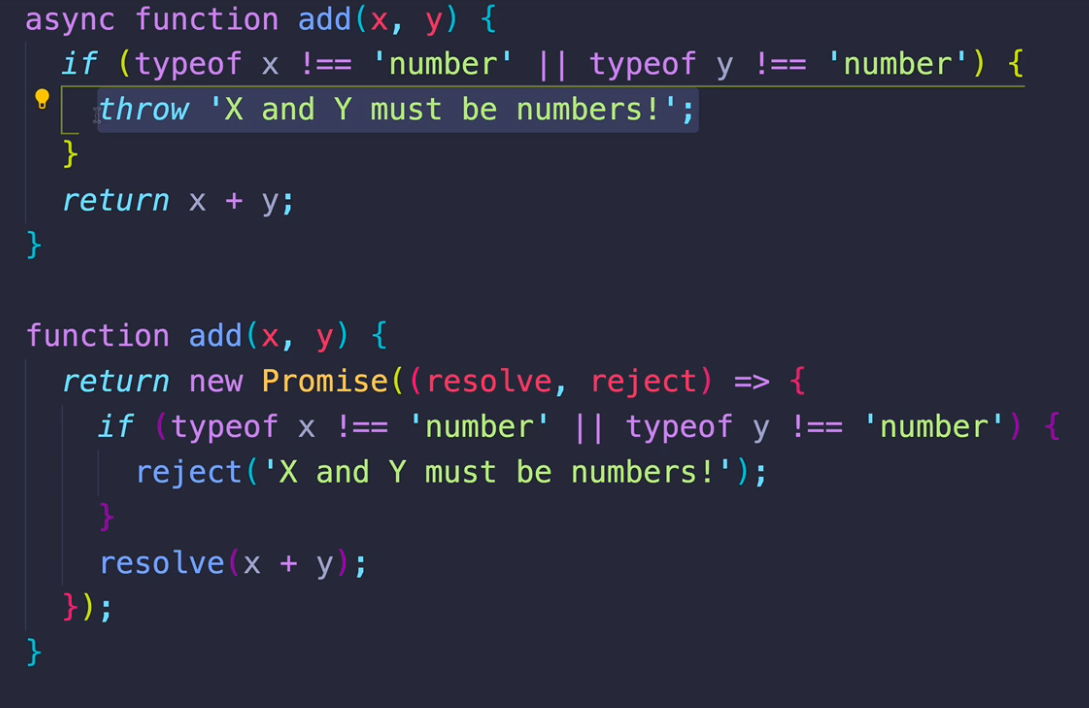 async function add(x, y) {
if (typeof x !== 'number' || typeof y !== 'number') {
throw 'X and Y must be numbers!';
}
return x + y;
}
function add(x, y) {
return new Promise((resolve, reject) => {
if (typeof x !== 'number' || typeof y !== 'number') {
reject('X and Y must be numbers!');
}
resolve(x + y);
});
}